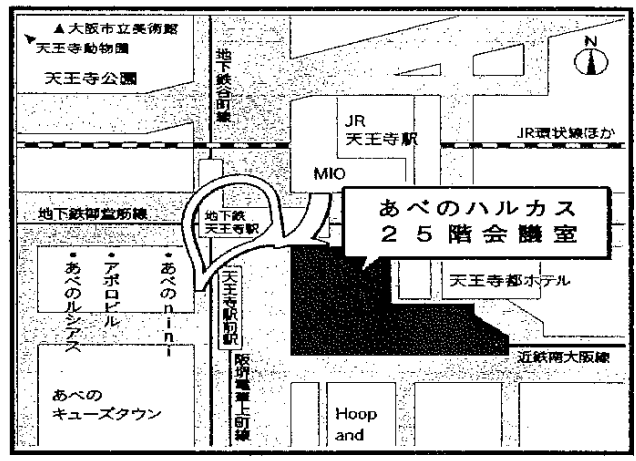 ▲大阪市立美術館
天王寺動物園
天王寺公園
地下鉄谷町線
N
JR
天王寺駅
JR環状線ほか
MIO
あべのハルカス
25階会議室
地下鉄御堂筋線
地下鉄
天王寺駅
あべのnini
アポロビル
あべのルシアス
天王寺駅前駅
天王寺都ホテル
近鉄南大阪線
阪堺電車上町線
あべの
キューズタウン
Hoop
and